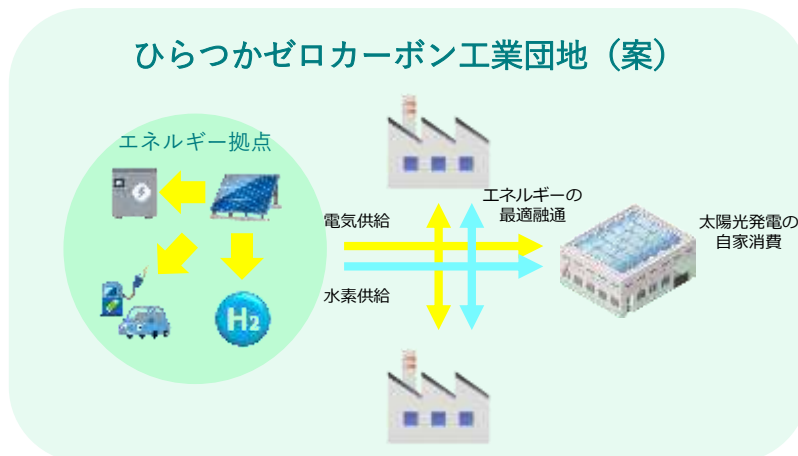 ひらつかゼロカーボン工業団地（案）
エネルギー拠点
電気供給
水素供給
H2
エネルギーの
最適融通
太陽光発電の
自家消費